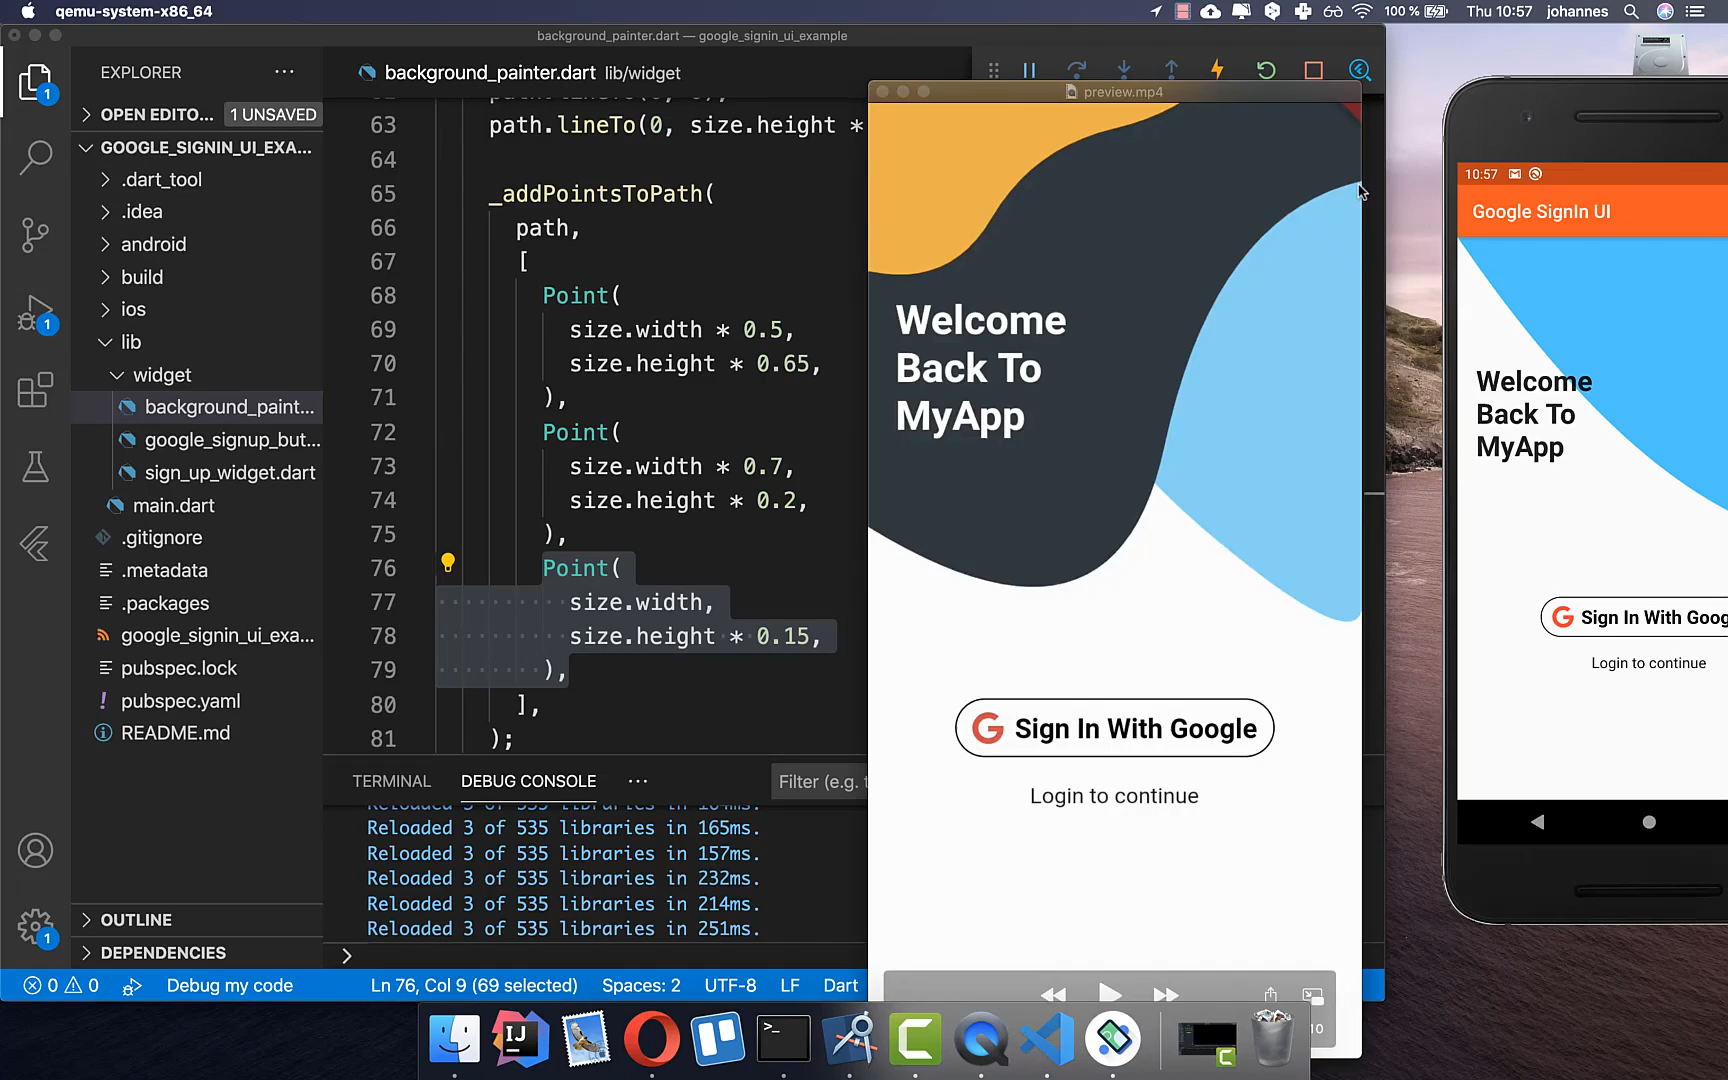 qemu-system-x86_64
100 %
Thu 10:57
johannes
background_painter.dart — google_signin_ui_example
EXPLORER
OPEN EDITO...
1 UNSAVED
GOOGLE_SIGNIN_UI_EXA...
.dart_tool
.idea
android
build
ios
lib
widget
background_paint...
google_signup_but...
sign_up_widget.dart
main.dart
.gitignore
.metadata
.packages
google_signin_ui_exa...
pubspec.lock
pubspec.yaml
README.md
OUTLINE
DEPENDENCIES
1
1
1
background_painter.dart lib/widget
63 path.lineTo(0, size.height *
64
65 _addPointsToPath(
66 path,
67 [
68 Point(
69 size.width * 0.5,
70 size.height * 0.65,
71 ),
72 Point(
73 size.width * 0.7,
74 size.height * 0.2,
75 ),
76 Point(
77 size.width,
78 size.height * 0.15,
79 ),
80 ],
81 );
TERMINAL
DEBUG CONSOLE
Filter (e.g. t
Reloaded 3 of 535 libraries in 165ms.
Reloaded 3 of 535 libraries in 157ms.
Reloaded 3 of 535 libraries in 232ms.
Reloaded 3 of 535 libraries in 214ms.
Reloaded 3 of 535 libraries in 251ms.
0 0
Debug my code
Ln 76, Col 9 (69 selected)
Spaces: 2
UTF-8
LF
Dart
preview.mp4
Welcome
Back To
MyApp
Sign In With Google
Login to continue
10
10:57
Google SignIn UI
Welcome
Back To
MyApp
Sign In With Goog
Login to continue
IJ